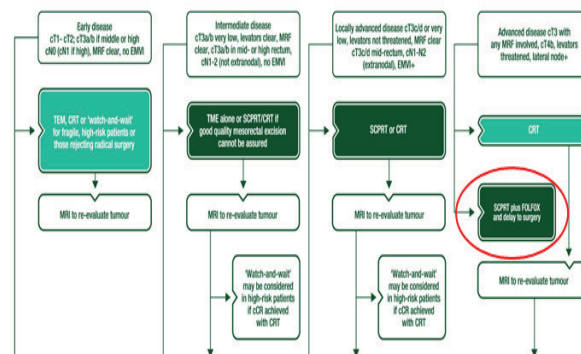 Early disease
cT1- cT2; cT3a/b if middle or high
cN0 (cN1 if high), MRF clear, no EMVI
TEM, CRT or 'watch-and-wait'
for fragile, high-risk patients or
those rejecting radical surgery
MRI to re-evaluate tumour
Intermediate disease
cT3a/b very low, levators clear, MRF
clear, cT3a/b in mid- or high rectum,
cN1-2 (not extranodal), no EMVI
TME alone or SCPRT/CRT if
good quality mesorectal excision
cannot be assured
MRI to re-evaluate tumour
'Watch-and-wait'
may be considered
in high-risk patients
if cCR achieved
with CRT
Locally advanced disease cT3c/d or very
low, levators not threatened, MRF clear
cT3c/d mid-rectum, cN1-N2
(extranodal), EMVI+
SCPRT or CRT
MRI to re-evaluate tumour
'Watch-and-wait'
may be considered
in high-risk patients
if cCR achieved
with CRT
Advanced disease cT3 with
any MRF involved, cT4b, levators
threatened, lateral node+
CRT
SCPRT plus FOLFOX
and delay to surgery
MRI to re-evaluate tumour